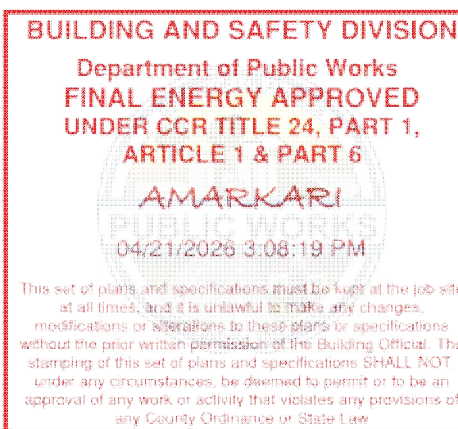 BUILDING AND SAFETY DIVISION
Department of Public Works
FINAL ENERGY APPROVED
UNDER CCR TITLE 24, PART 1,
ARTICLE 1 & PART 6
AMARKARI
PUBLIC WORKS
04/21/2026 3:08:19 PM
This set of plans and specifications must be kept at the job site
at all times, and it is unlawful to make any changes,
modifications or alterations to these plans or specifications
without the prior written permission of the Building Official. The
stamping of this set of plans and specifications SHALL NOT,
under any circumstances, be deemed to permit or to be an
approval of any work or activity that violates any provisions of
any County Ordinance or State Law